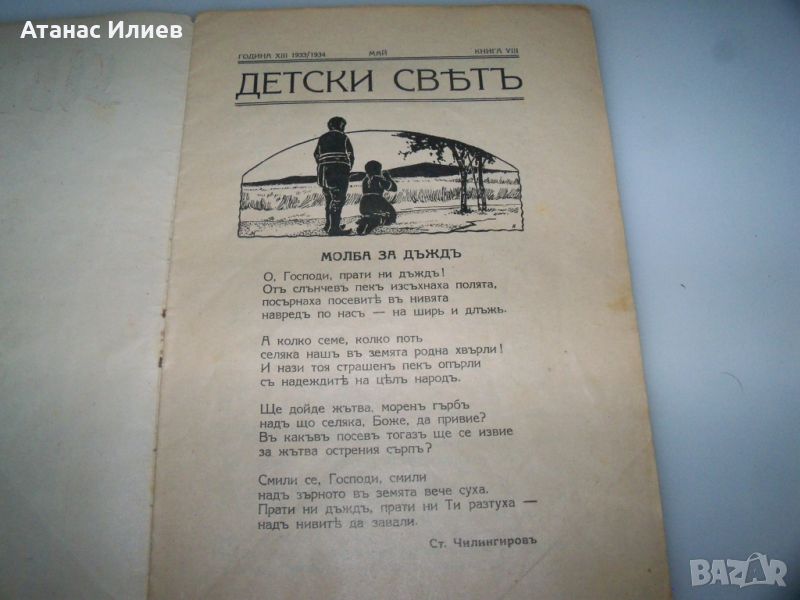 Атанас Илиев
ГОДИНА XIII 1933/1934 МАЙ КНИГА VIII
ДЕТСКИ СВѢТЪ
МОЛБА ЗА ДЪЖДЪ
О, Господи, прати ни дъждъ!
Отъ слънчев пекъ изсъхнаха полята,
посърнаха посевитѣ въ нивята
навредъ по насъ — на ширь и длъжь.
А колко семе, колко поть
селяка нашъ въ земята родна хвърли!
И нази тоя страшенъ пекъ опърли
съ надеждитѣ на цѣлъ народъ.
Ще дойде жътва, моренъ гърбъ
надъ що селяка, Боже, да привие?
Въ какъвъ посевъ тогазъ ще се извие
за жътва острения сърпъ?
Смили се, Господи, смили
надъ зърното въ земята вече суха.
Прати ни дъждъ, прати ни Ти разтуха —
надъ нивитѣ да завали.
Ст. Чилингировъ
BAZAR